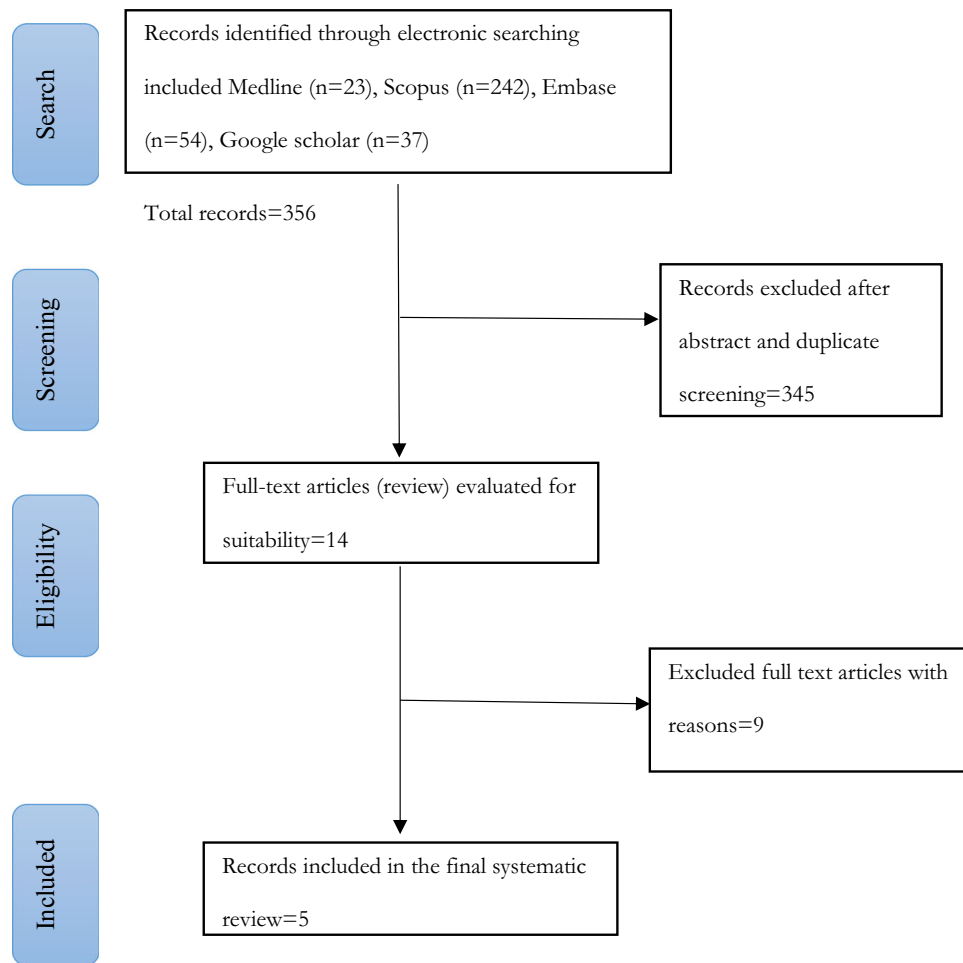 Search
Records identified through electronic searching
included Medline (n=23), Scopus (n=242), Embase
(n=54), Google scholar (n=37)
Total records=356
Screening
Records excluded after
abstract and duplicate
screening=345
Eligibility
Full-text articles (review) evaluated for
suitability=14
Excluded full text articles with
reasons=9
Included
Records included in the final systematic
review=5